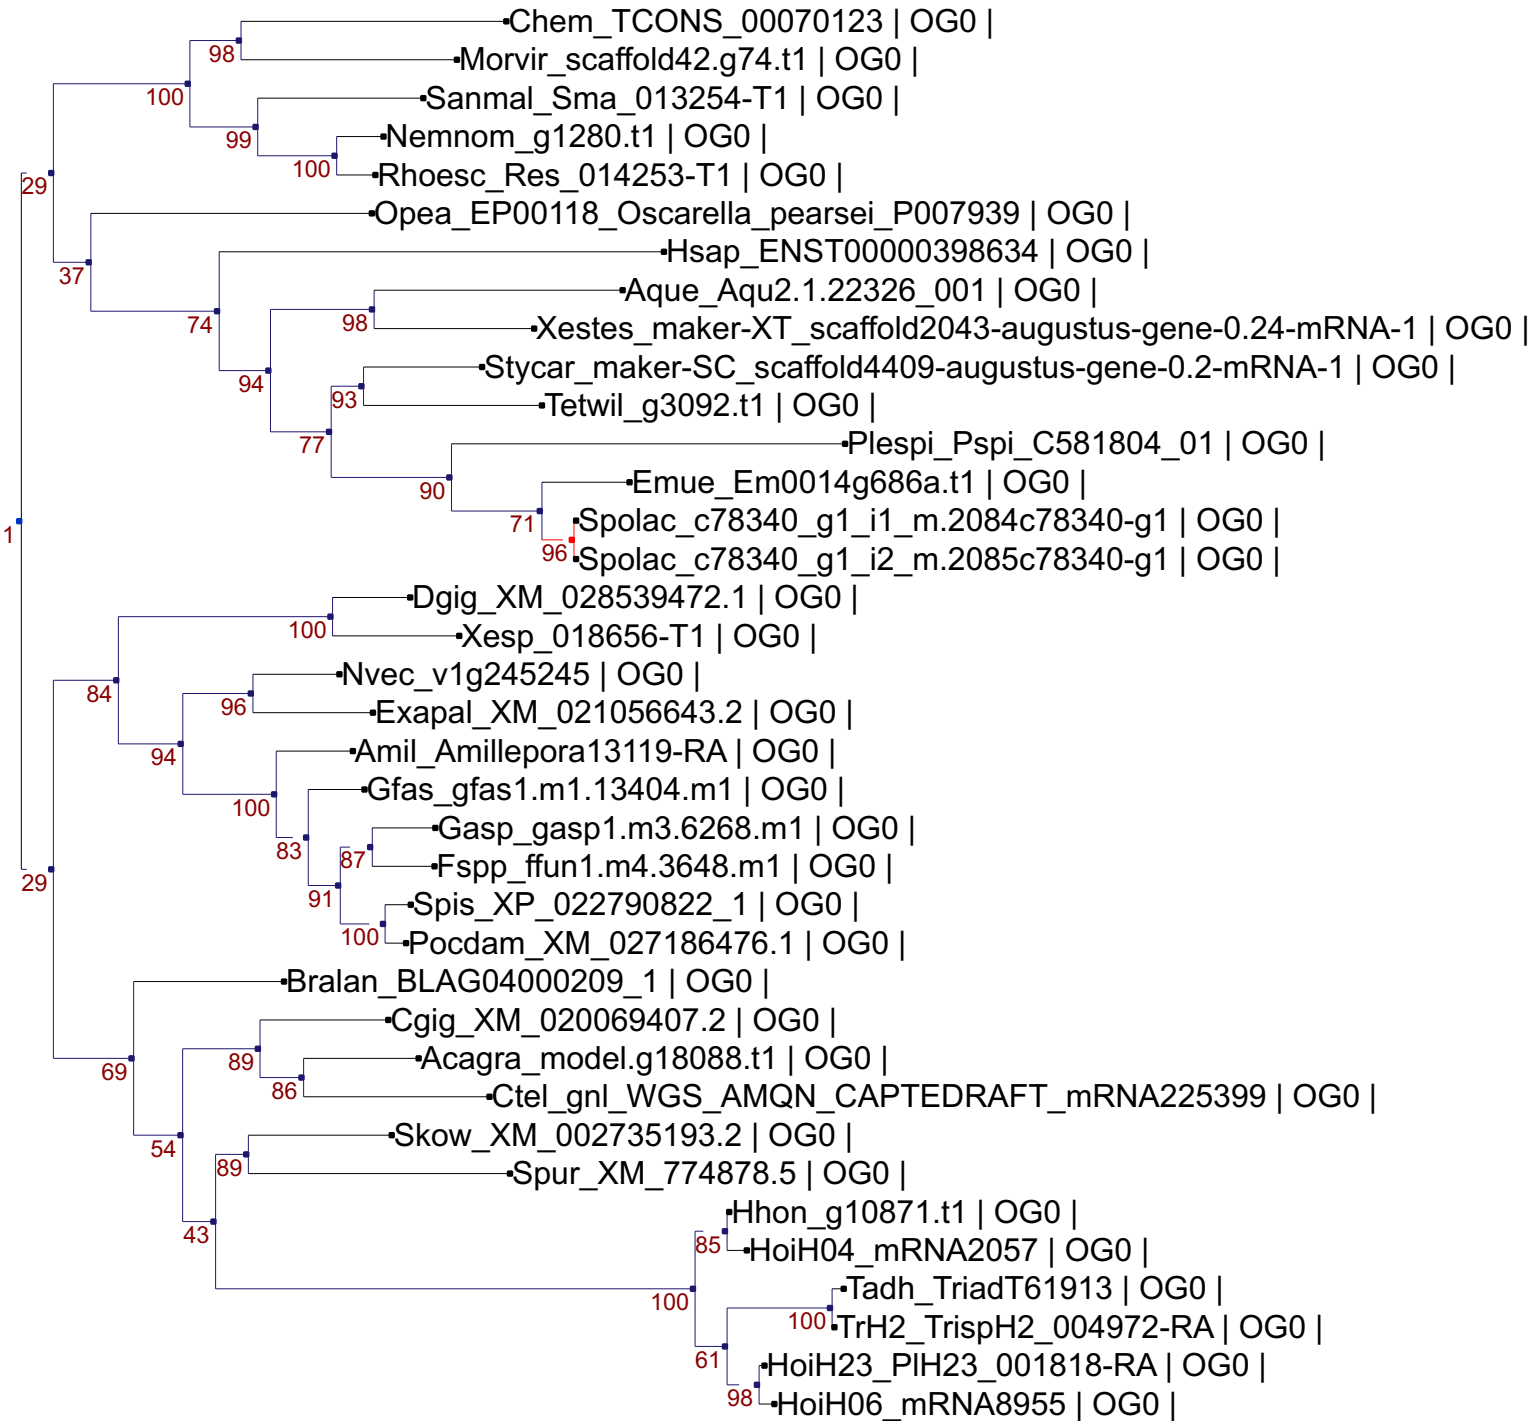 Chem_TCONS_00070123 | OG0 |
98
Morvir_scaffold42.g74.t1 | OG0 |
100
Sanmal_Sma_013254-T1 | OG0 |
99
Nemnom_g1280.t1 | OG0 |
100
Rhoesc_Res_014253-T1 | OG0 |
29
Opea_EP00118_Oscarella_pearsei_P007939 | OG0 |
Hsap_ENST00000398634 | OG0 |
37
Aque_Aqu2.1.22326_001 | OG0 |
74
98
Xestes_maker-XT_scaffold2043-augustus-gene-0.24-mRNA-1 | OG0 |
Stycar_maker-SC_scaffold4409-augustus-gene-0.2-mRNA-1 | OG0 |
94
93
Tetwil_g3092.t1 | OG0 |
77
Plespi_Pspi_C581804_01 | OG0 |
90
Emue_Em0014g686a.t1 | OG0 |
71
Spolac_c78340_g1_i1_m.2084c78340-g1 | OG0 |
1
96
Spolac_c78340_g1_i2_m.2085c78340-g1 | OG0 |
Dgig_XM_028539472.1 | OG0 |
100
Xesp_018656-T1 | OG0 |
Nvec_v1g245245 | OG0 |
84
96
Exapal_XM_021056643.2 | OG0 |
94
Amil_Amillepora13119-RA | OG0 |
Gfas_gfas1.m1.13404.m1 | OG0 |
100
Gasp_gasp1.m3.6268.m1 | OG0 |
83
87
Fspp_ffun1.m4.3648.m1 | OG0 |
29
91
Spis_XP_022790822_1 | OG0 |
100
Pocdam_XM_027186476.1 | OG0 |
Bralan_BLAG04000209_1 | OG0 |
Cgig_XM_020069407.2 | OG0 |
89
Acagra_model.g18088.t1 | OG0 |
69
86
Ctel_gnl_WGS_AMQN_CAPTEDRAFT_mRNA225399 | OG0 |
Skow_XM_002735193.2 | OG0 |
54
89
Spur_XM_774878.5 | OG0 |
Hhon_g10871.t1 | OG0 |
43
85
HoiH04_mRNA2057 | OG0 |
Tadh_TriadT61913 | OG0 |
100
100
TrH2_TrispH2_004972-RA | OG0 |
61
HoiH23_PlH23_001818-RA | OG0 |
98
HoiH06_mRNA8955 | OG0 |